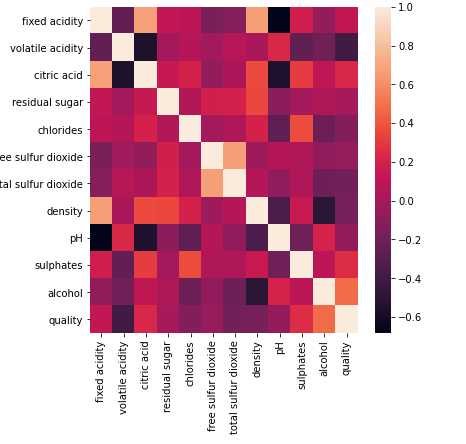 fixed acidity
volatile acidity
citric acid
residual sugar
chlorides
ee sulfur dioxide
tal sulfur dioxide
density
pH
sulphates
alcohol
quality
fixed acidity
volatile acidity
citric acid
residual sugar
chlorides
free sulfur dioxide
total sulfur dioxide
density
pH
sulphates
alcohol
quality
1.0
0.8
0.6
0.4
0.2
0.0
−0.2
−0.4
−0.6